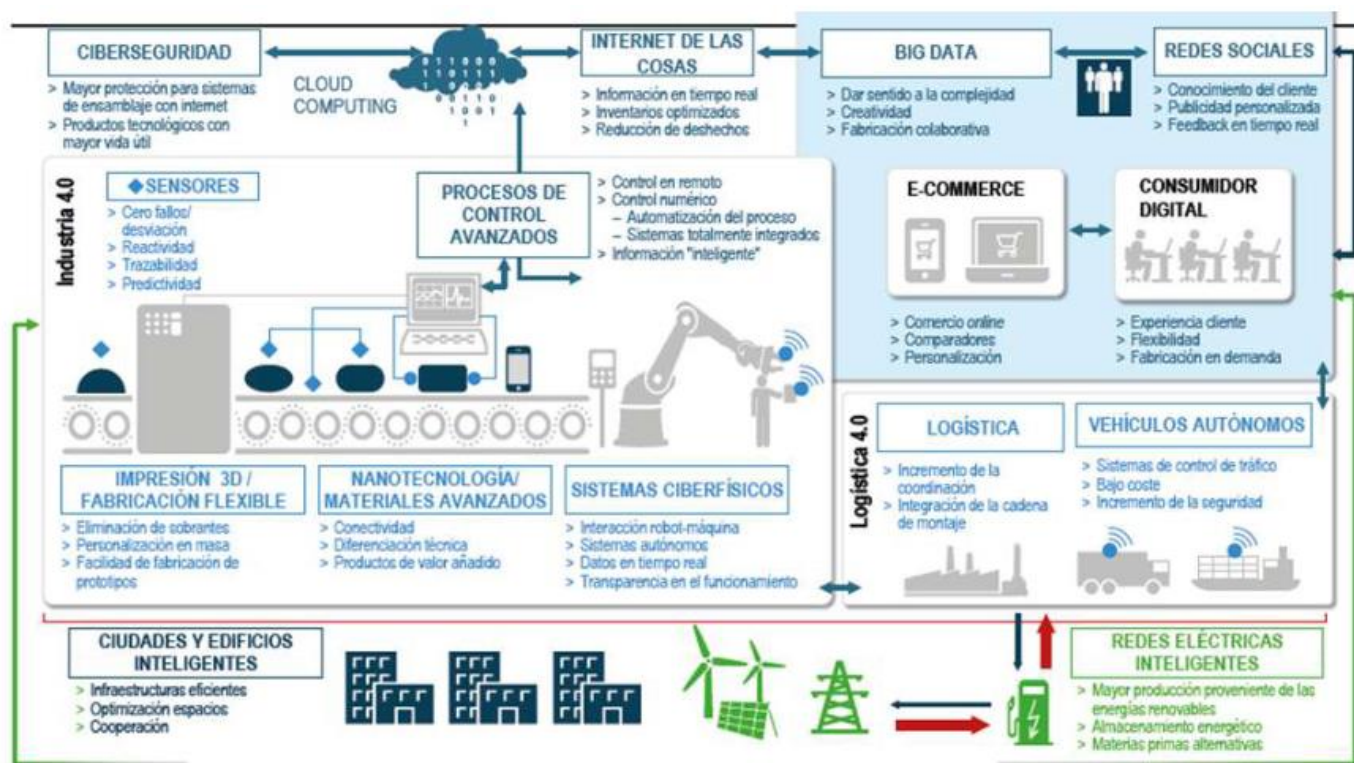 CIBERSEGURIDAD
> Mayor protección para sistemas
de ensamblaje con internet
> Productos tecnológicos con
mayor vida útil
CLOUD
COMPUTING
INTERNET DE LAS
COSAS
> Información en tiempo real
> Inventarios optimizados
> Reducción de deshechos
BIG DATA
> Dar sentido a la complejidad
> Creatividad
> Fabricación colaborativa
REDES SOCIALES
> Conocimiento del cliente
> Publicidad personalizada
> Feedback en tiempo real
Industria 4.0
SENSORES
> Cero fallos/
desviación
> Reactividad
> Trazabilidad
> Predictividad
PROCESOS DE
CONTROL
AVANZADOS
> Control en remoto
> Control numérico
– Automatización del proceso
– Sistemas totalmente integrados
> Información "inteligente"
E-COMMERCE
> Comercio online
> Comparadores
> Personalización
CONSUMIDOR
DIGITAL
> Experiencia cliente
> Flexibilidad
> Fabricación en demanda
IMPRESIÓN 3D /
FABRICACIÓN FLEXIBLE
> Eliminación de sobrantes
> Personalización en masa
> Facilidad de fabricación de
prototipos
NANOTECNOLOGÍA/
MATERIALES AVANZADOS
> Conectividad
> Diferenciación técnica
> Productos de valor añadido
SISTEMAS CIBERFÍSICOS
> Interacción robot-máquina
> Sistemas autónomos
> Datos en tiempo real
> Transparencia en el funcionamiento
Logística 4.0
LOGÍSTICA
> Incremento de la
coordinación
> Integración de la cadena
de montaje
VEHÍCULOS AUTÓNOMOS
> Sistemas de control de tráfico
> Bajo coste
> Incremento de la seguridad
CIUDADES Y EDIFICIOS
INTELIGENTES
> Infraestructuras eficientes
> Optimización espacios
> Cooperación
REDES ELÉCTRICAS
INTELIGENTES
> Mayor producción proveniente de las
energías renovables
> Almacenamiento energético
> Materias primas alternativas